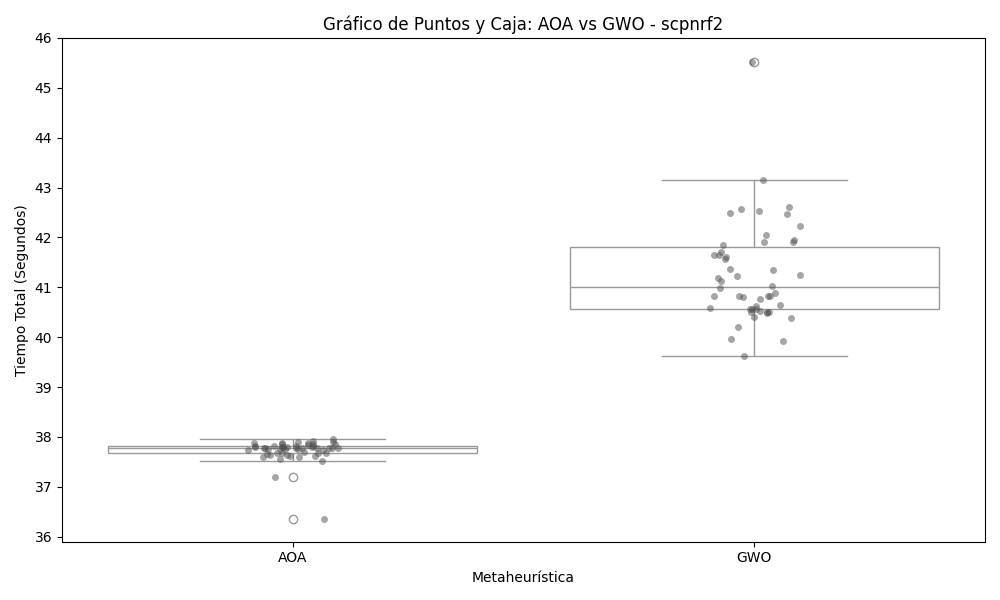 Gráfico de Puntos y Caja: AOA vs GWO - scpnrf2
46
45
44
43
42
41
40
39
38
37
36
Tiempo Total (Segundos)
AOA
GWO
Metaheurística